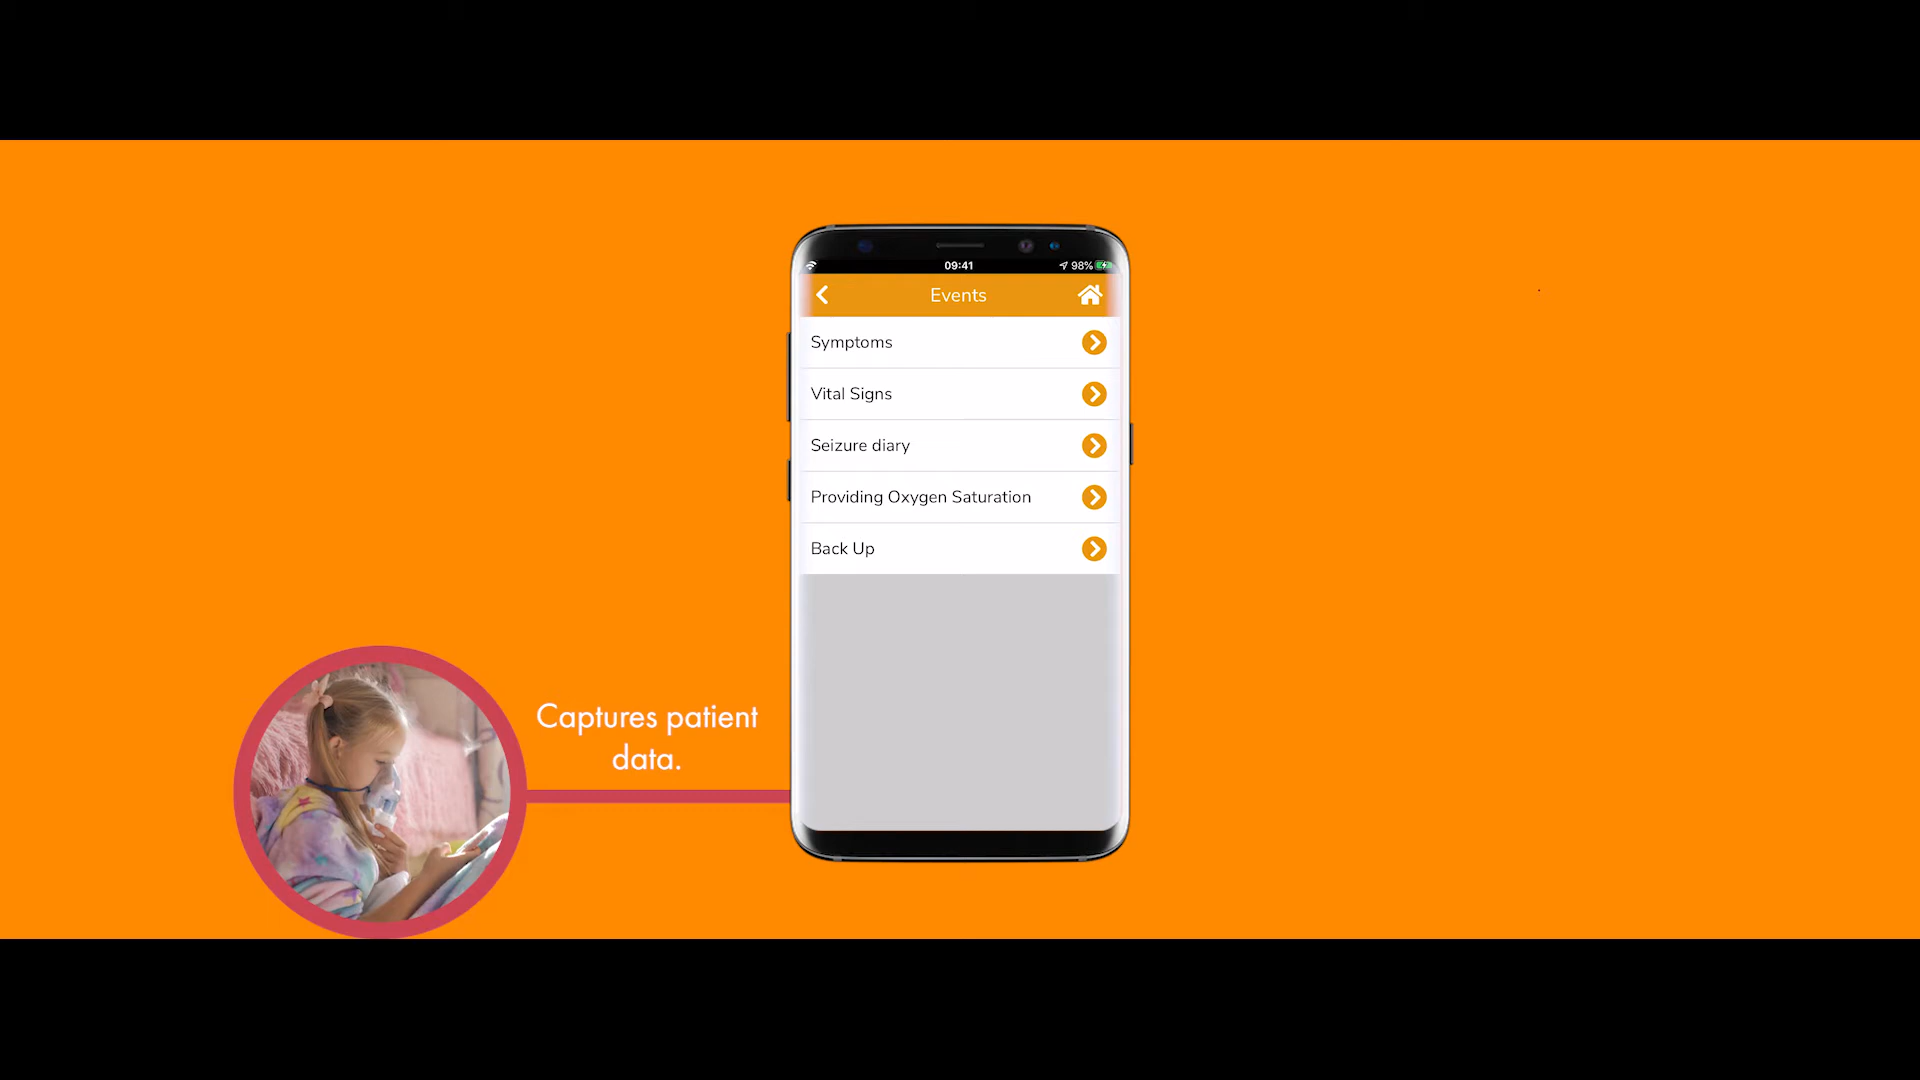 09:41
98%
Events
Symptoms
Vital Signs
Seizure diary
Providing Oxygen Saturation
Back Up
Captures patient
data.